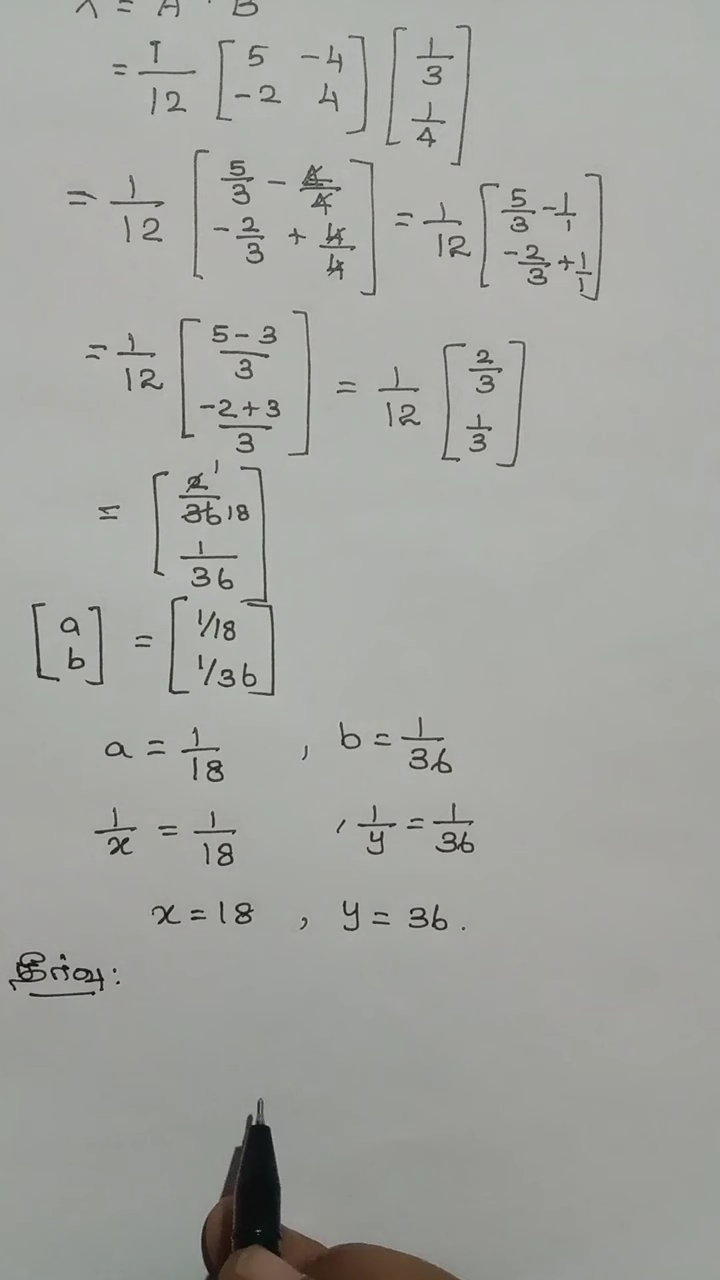 X = A · B
= 1/12 [5 -4; -2 4] [1/3; 1/4]
= 1/12 [5/3 - 4/4; -2/3 + 4/4] = 1/12 [5/3 - 1/1; -2/3 + 1/1]
= 1/12 [5-3/3; -2+3/3] = 1/12 [2/3; 1/3]
= [2 1/36 18; 1/36]
[a; b] = [1/18; 1/36]
a = 1/18 , b = 1/36
1/x = 1/18 , 1/y = 1/36
x = 18 , y = 36.
தீர்வு: